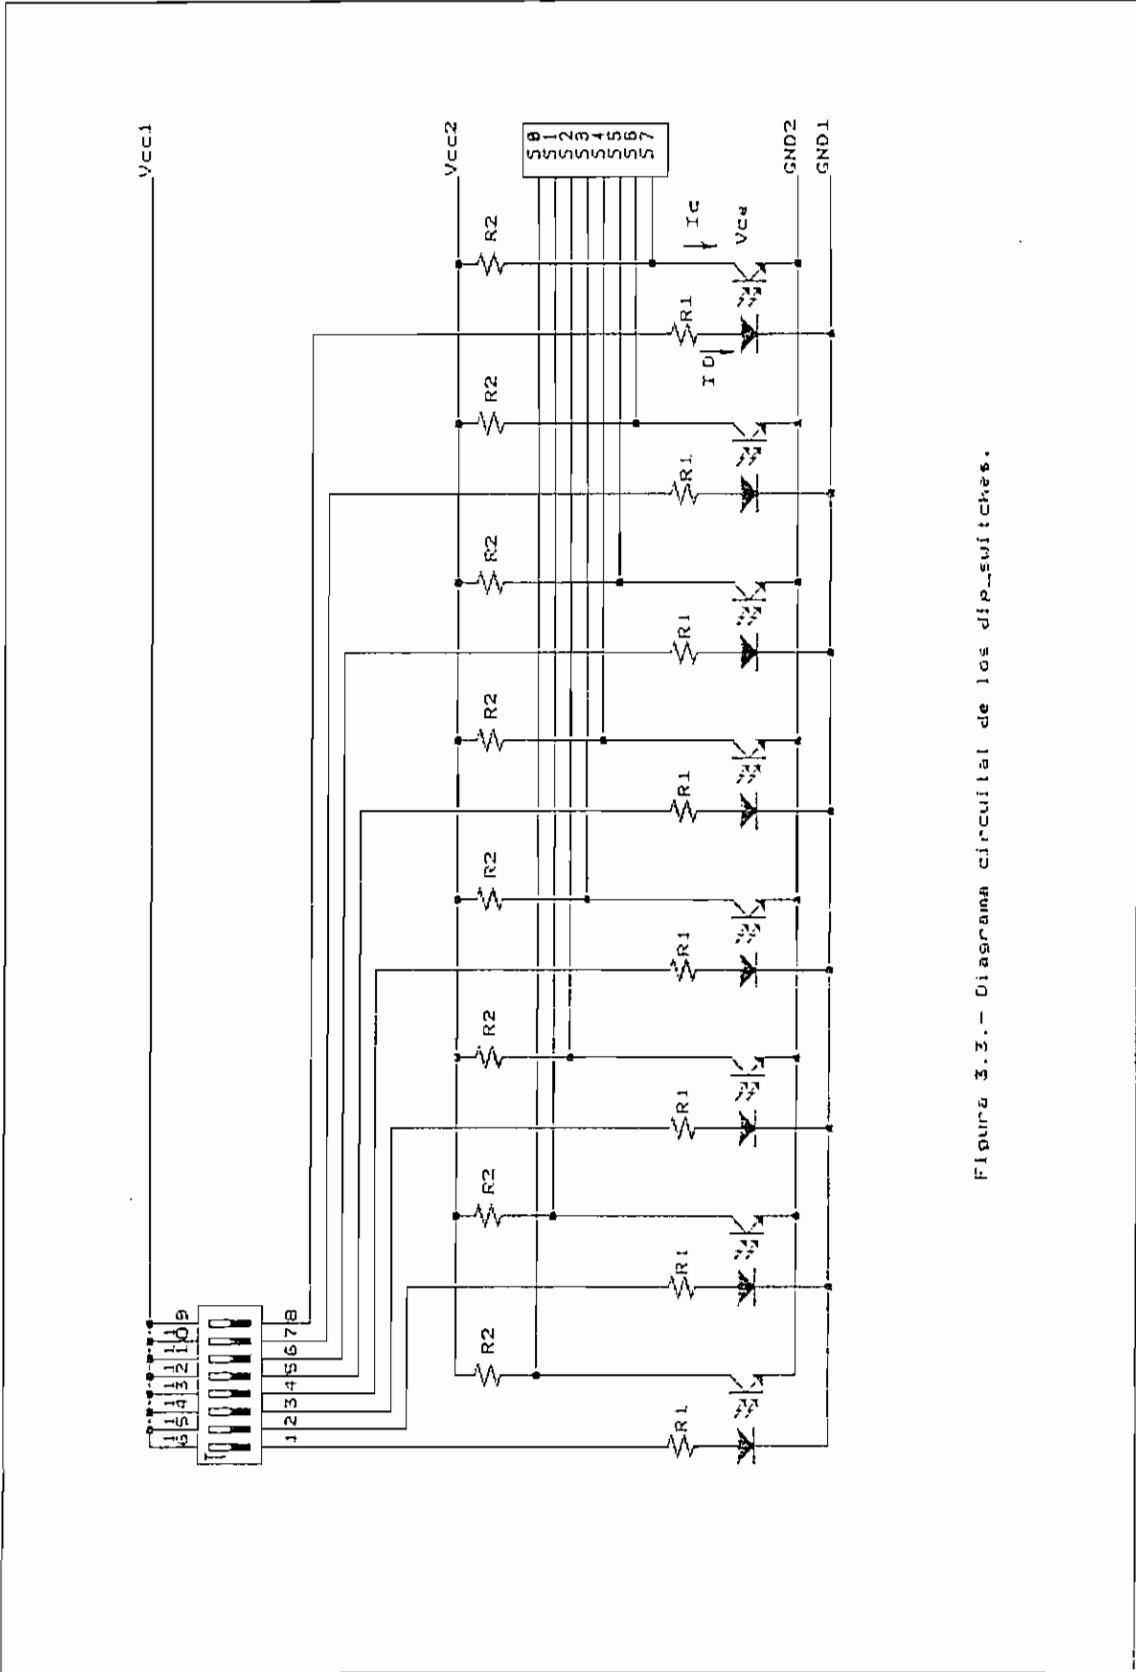 Vcc1
16 15 14 13 12 11 10 9
1 2 3 4 5 6 7 8
Vcc2
R2 R2 R2 R2 R2 R2 R2 R2
S0
S1
S2
S3
S4
S5
S6
S7
R1 R1 R1 R1 R1 R1 R1 R1
ID
Ic
Vce
GND2
GND1
Figura 3.3.- Diagrama circuital de los dip_switches.